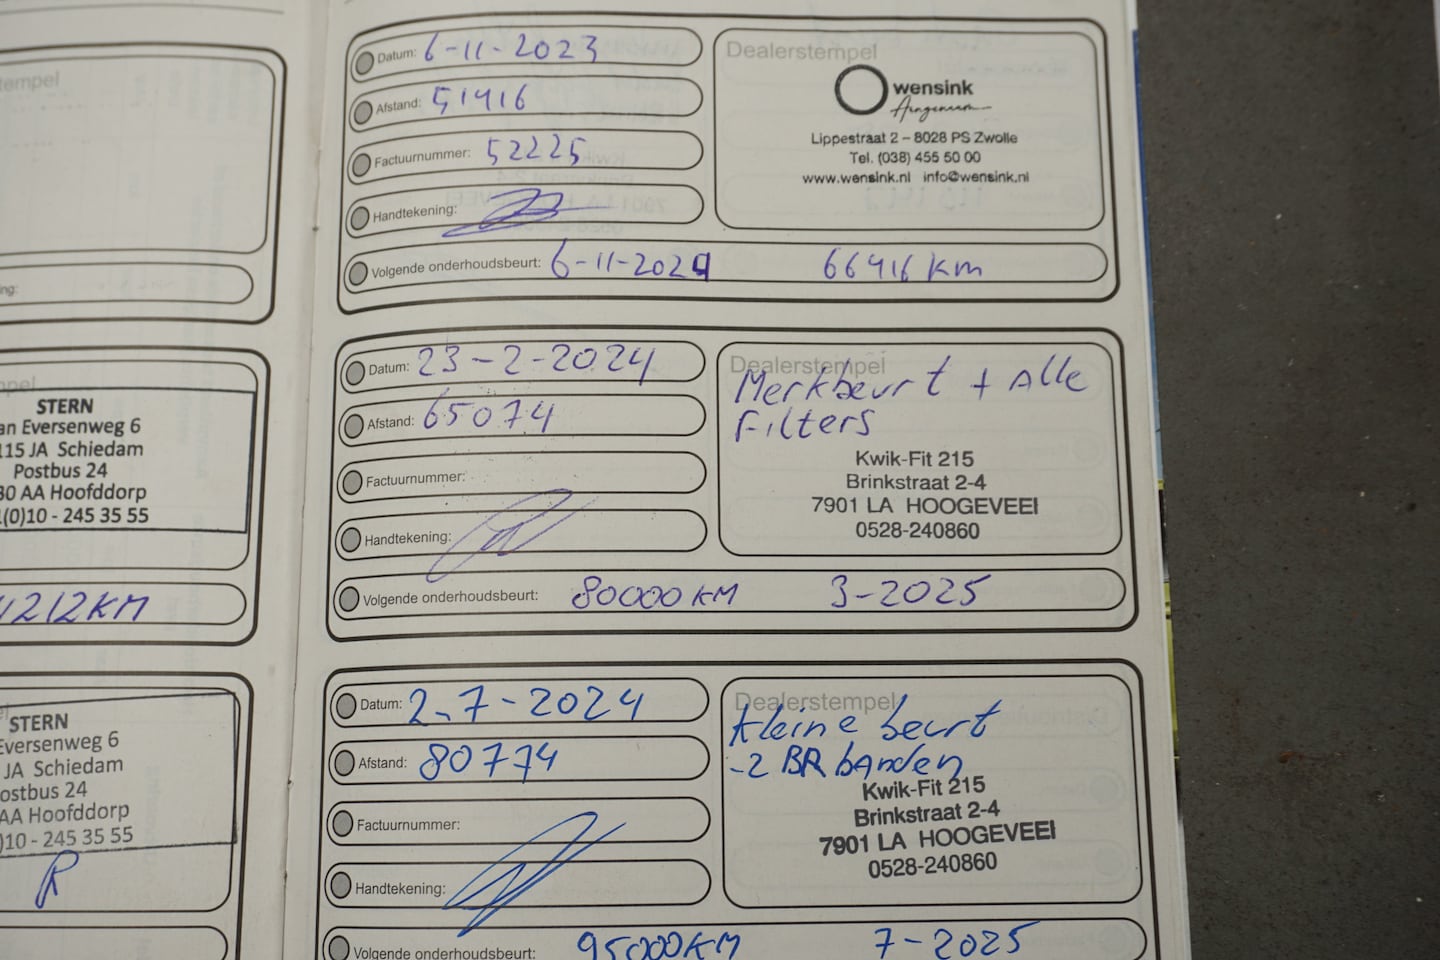 tempel
ng:
pel
STERN
an Eversenweg 6
115 JA Schiedam
Postbus 24
30 AA Hoofddorp
(0)10 - 245 35 55
1212KM
STERN
Eversenweg 6
JA Schiedam
ostbus 24
AA Hoofddorp
)10 - 245 35 55
R
Datum: 6-11-2023
Afstand: 51416
Factuurnummer: 52225
Handtekening:
Dealerstempel
wensink
Lippestraat 2 – 8028 PS Zwolle
Tel. (038) 455 50 00
www.wensink.nl info@wensink.nl
Volgende onderhoudsbeurt: 6-11-2024 66416 km
Datum: 23-2-2024
Afstand: 65074
Factuurnummer:
Handtekening:
Dealerstempel
Merkbeurt + Alle
Filters
Kwik-Fit 215
Brinkstraat 2-4
7901 LA HOOGEVEEI
0528-240860
Volgende onderhoudsbeurt: 80000 KM 3-2025
Datum: 2-7-2024
Afstand: 80774
Factuurnummer:
Handtekening:
Dealerstempel
kleine beurt
-2 BR banden
Kwik-Fit 215
Brinkstraat 2-4
7901 LA HOOGEVEEI
0528-240860
Volgende onderhoudsbeurt: 95000KM 7-2025